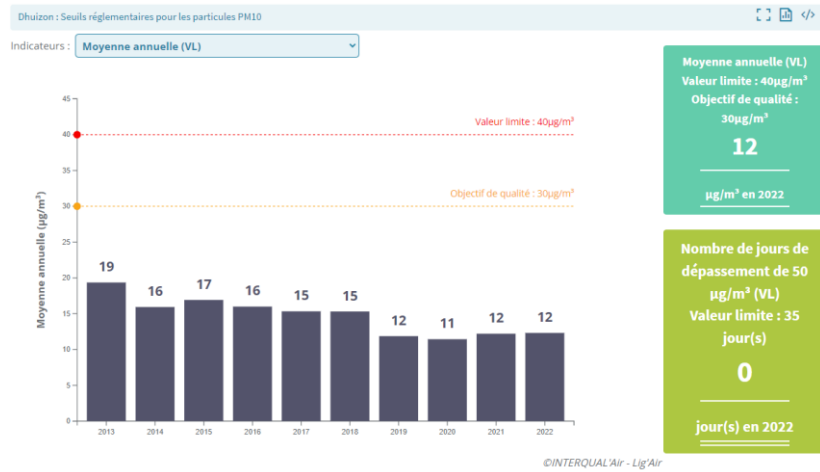 Dhuizon : Seuils réglementaires pour les particules PM10
Indicateurs :
Moyenne annuelle (VL)
Moyenne annuelle (µg/m³)
45
40
35
30
25
20
15
10
5
0
Valeur limite : 40µg/m³
Objectif de qualité : 30µg/m³
19
16
17
16
15
15
12
11
12
12
2013
2014
2015
2016
2017
2018
2019
2020
2021
2022
Moyenne annuelle (VL)
Valeur limite : 40µg/m³
Objectif de qualité :
30µg/m³
12
µg/m³ en 2022
Nombre de jours de
dépassement de 50
µg/m³ (VL)
Valeur limite : 35
jour(s)
0
jour(s) en 2022
©INTERQUAL'Air - Lig'Air